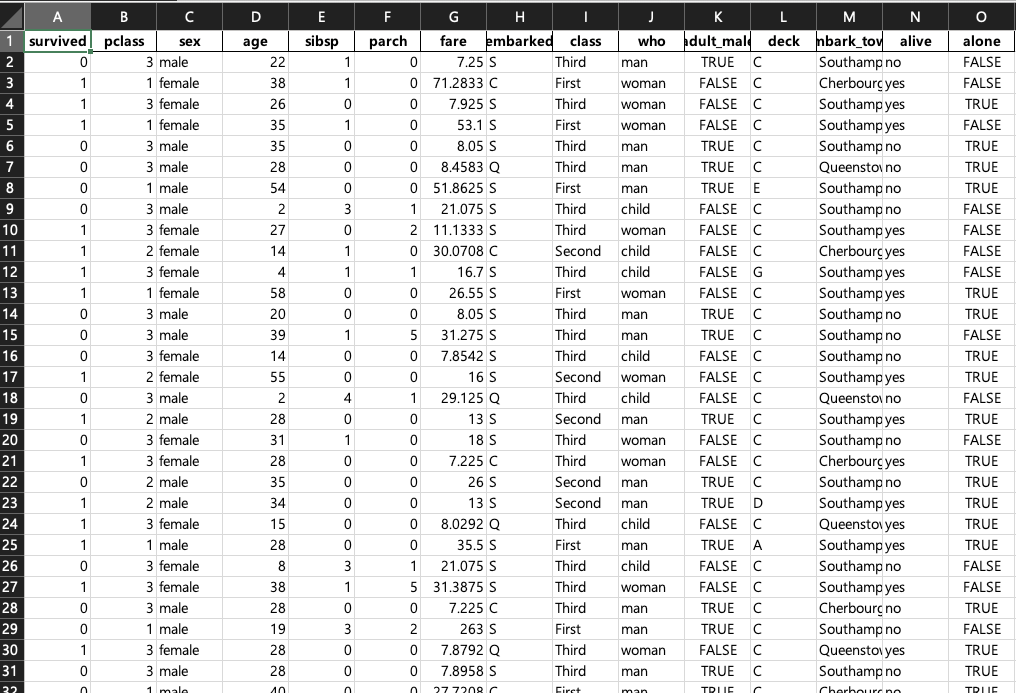 A B C D E F G H I J K L M N O
1 survived pclass sex age sibsp parch fare embarked class who adult_mal deck mbark_tow alive alone
2 0 3 male 22 1 0 7.25 S Third man TRUE C Southamp no FALSE
3 1 1 female 38 1 0 71.2833 C First woman FALSE C Cherbourg yes FALSE
4 1 3 female 26 0 0 7.925 S Third woman FALSE C Southamp yes TRUE
5 1 1 female 35 1 0 53.1 S First woman FALSE C Southamp yes FALSE
6 0 3 male 35 0 0 8.05 S Third man TRUE C Southamp no TRUE
7 0 3 male 28 0 0 8.4583 Q Third man TRUE C Queenstov no TRUE
8 0 1 male 54 0 0 51.8625 S First man TRUE E Southamp no TRUE
9 0 3 male 2 3 1 21.075 S Third child FALSE C Southamp no FALSE
10 1 3 female 27 0 2 11.1333 S Third woman FALSE C Southamp yes FALSE
11 1 2 female 14 1 0 30.0708 C Second child FALSE C Cherbourg yes FALSE
12 1 3 female 4 1 1 16.7 S Third child FALSE G Southamp yes FALSE
13 1 1 female 58 0 0 26.55 S First woman FALSE C Southamp yes TRUE
14 0 3 male 20 0 0 8.05 S Third man TRUE C Southamp no TRUE
15 0 3 male 39 1 5 31.275 S Third man TRUE C Southamp no FALSE
16 0 3 female 14 0 0 7.8542 S Third child FALSE C Southamp no TRUE
17 1 2 female 55 0 0 16 S Second woman FALSE C Southamp yes TRUE
18 0 3 male 2 4 1 29.125 Q Third child FALSE C Queenstov no FALSE
19 1 2 male 28 0 0 13 S Second man TRUE C Southamp yes TRUE
20 0 3 female 31 1 0 18 S Third woman FALSE C Southamp no FALSE
21 1 3 female 28 0 0 7.225 C Third woman FALSE C Cherbourg yes TRUE
22 0 2 male 35 0 0 26 S Second man TRUE C Southamp no TRUE
23 1 2 male 34 0 0 13 S Second man TRUE D Southamp yes TRUE
24 1 3 female 15 0 0 8.0292 Q Third child FALSE C Queenstov yes TRUE
25 1 1 male 28 0 0 35.5 S First man TRUE A Southamp yes TRUE
26 0 3 female 8 3 1 21.075 S Third child FALSE C Southamp no FALSE
27 1 3 female 38 1 5 31.3875 S Third woman FALSE C Southamp yes FALSE
28 0 3 male 28 0 0 7.225 C Third man TRUE C Cherbourg no TRUE
29 0 1 male 19 3 2 263 S First man TRUE C Southamp no FALSE
30 1 3 female 28 0 0 7.8792 Q Third woman FALSE C Queenstov yes TRUE
31 0 3 male 28 0 0 7.8958 S Third man TRUE C Southamp no TRUE
32 0 1 male 40 0 0 27.7208 C First man TRUE C Cherbourg no TRUE